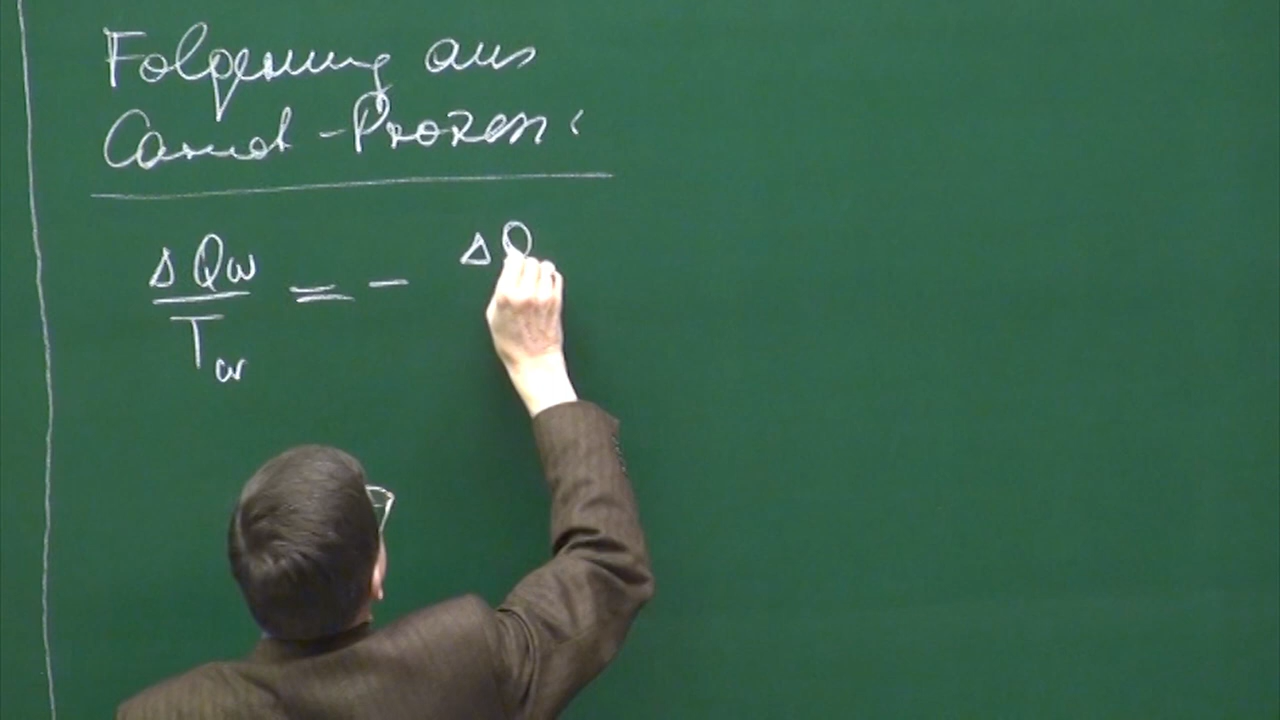 Folgerung aus
Carnot-Prozess:
ΔQw / Tw = - ΔQ